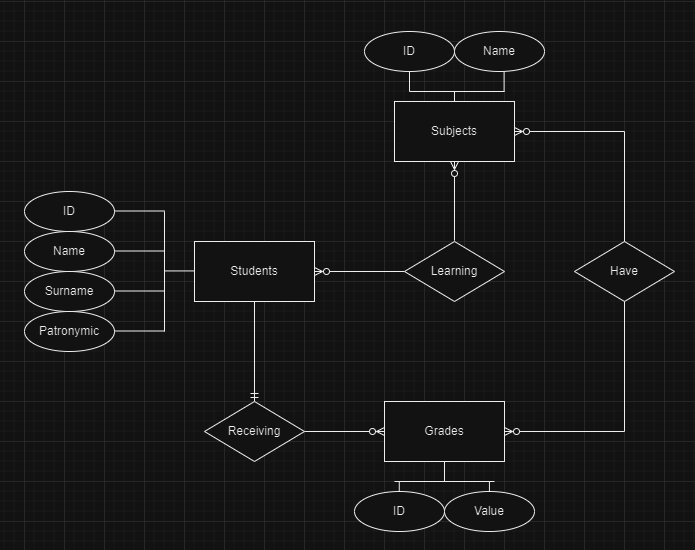 ID
Name
Subjects
ID
Name
Surname
Patronymic
Students
Learning
Have
Receiving
Grades
ID
Value